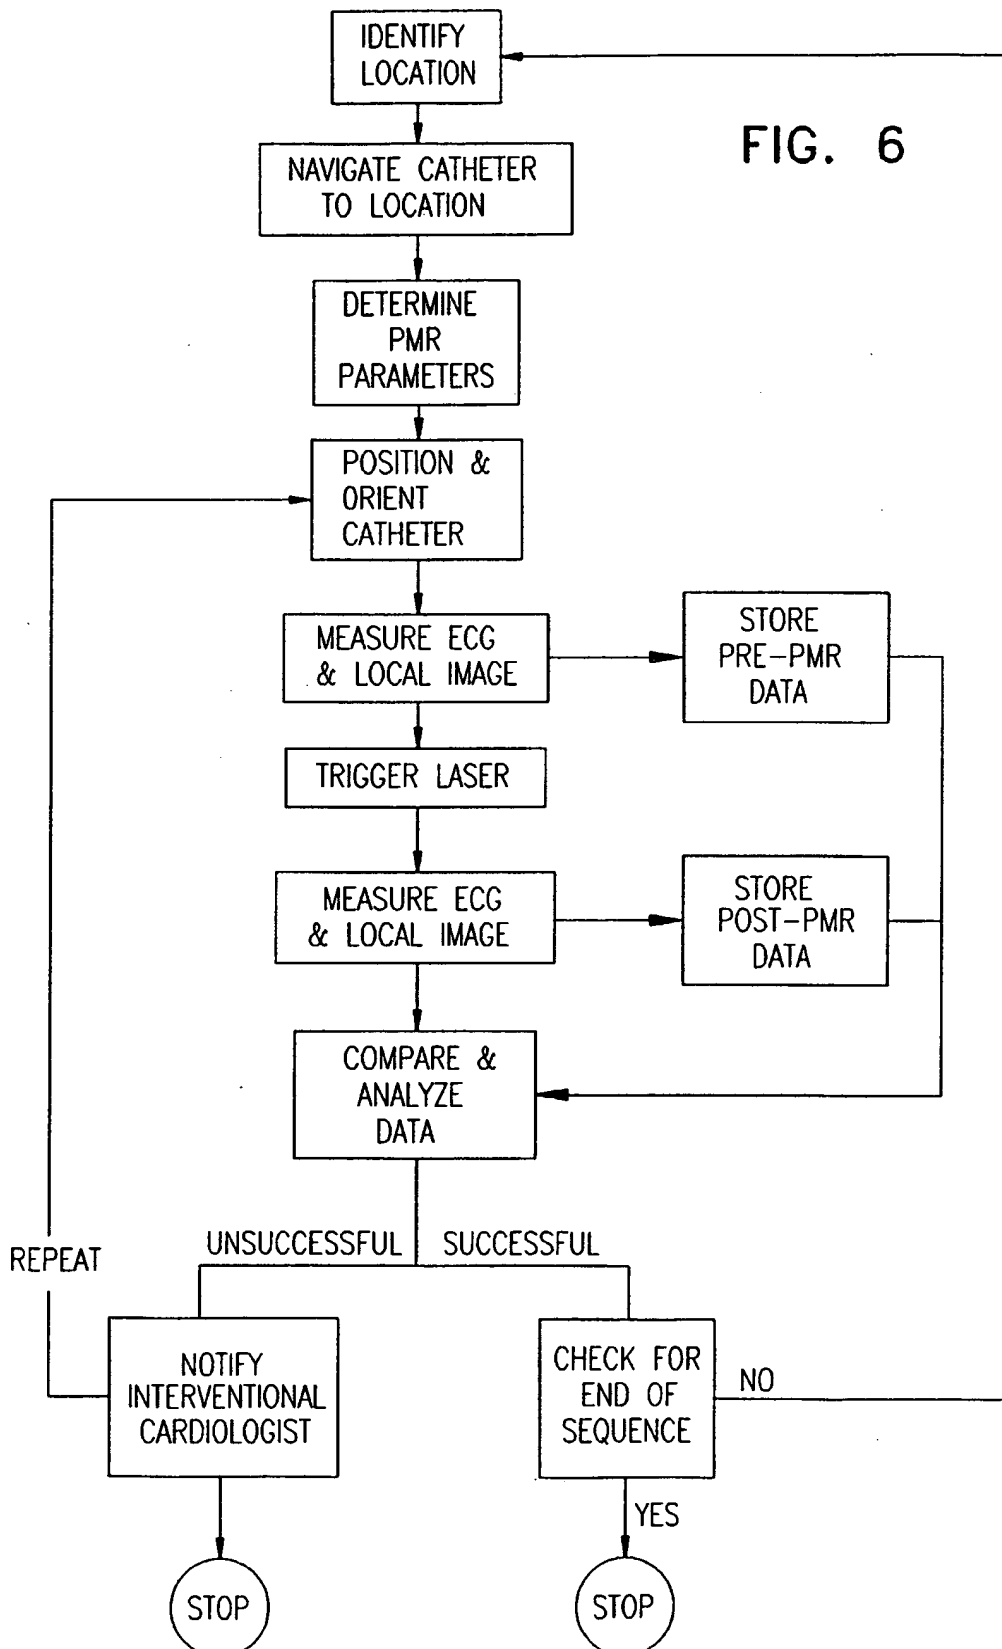 IDENTIFY
LOCATION
FIG. 6
NAVIGATE CATHETER
TO LOCATION
DETERMINE
PMR
PARAMETERS
POSITION &
ORIENT
CATHETER
MEASURE ECG
& LOCAL IMAGE
STORE
PRE-PMR
DATA
TRIGGER LASER
MEASURE ECG
& LOCAL IMAGE
STORE
POST-PMR
DATA
COMPARE &
ANALYZE
DATA
UNSUCCESSFUL
SUCCESSFUL
REPEAT
NOTIFY
INTERVENTIONAL
CARDIOLOGIST
CHECK FOR
END OF
SEQUENCE
NO
YES
STOP
STOP